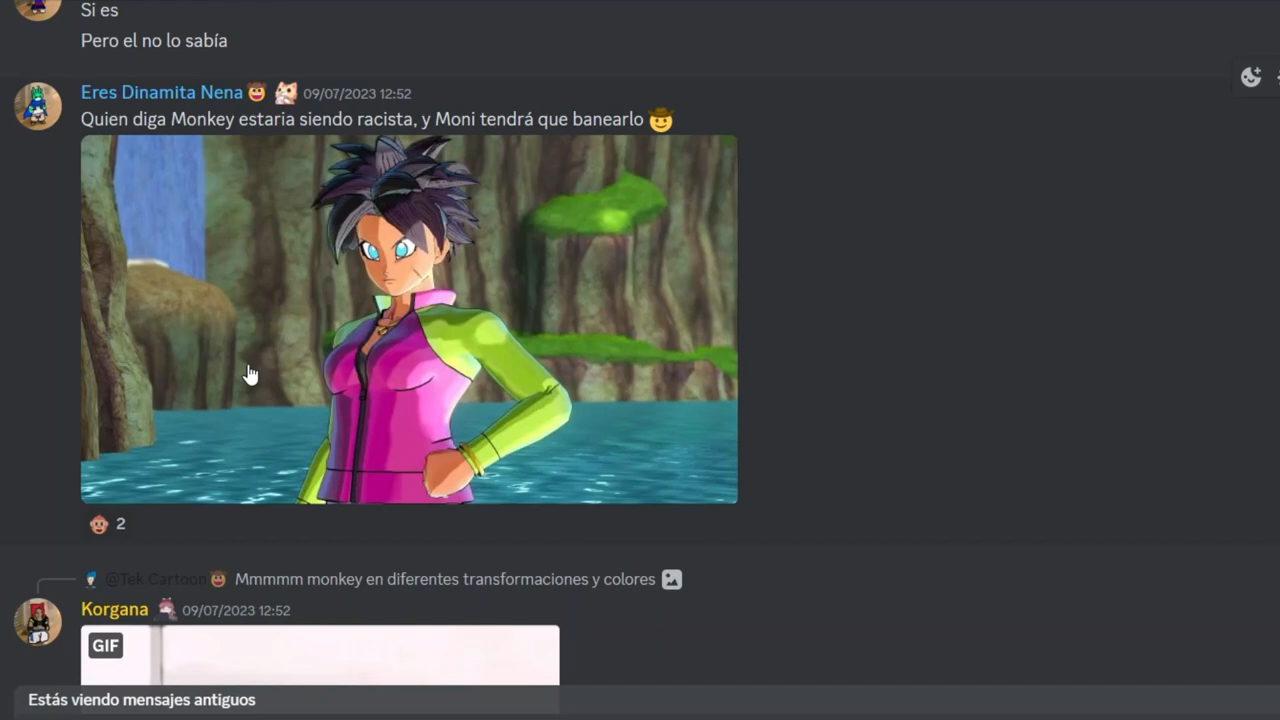 Si es
Pero el no lo sabía
Eres Dinamita Nena 09/07/2023 12:52
Quien diga Monkey estaria siendo racista, y Moni tendrá que banearlo
2
@Tek Cartoon Mmmmm monkey en diferentes transformaciones y colores
Korgana 09/07/2023 12:52
GIF
Estás viendo mensajes antiguos